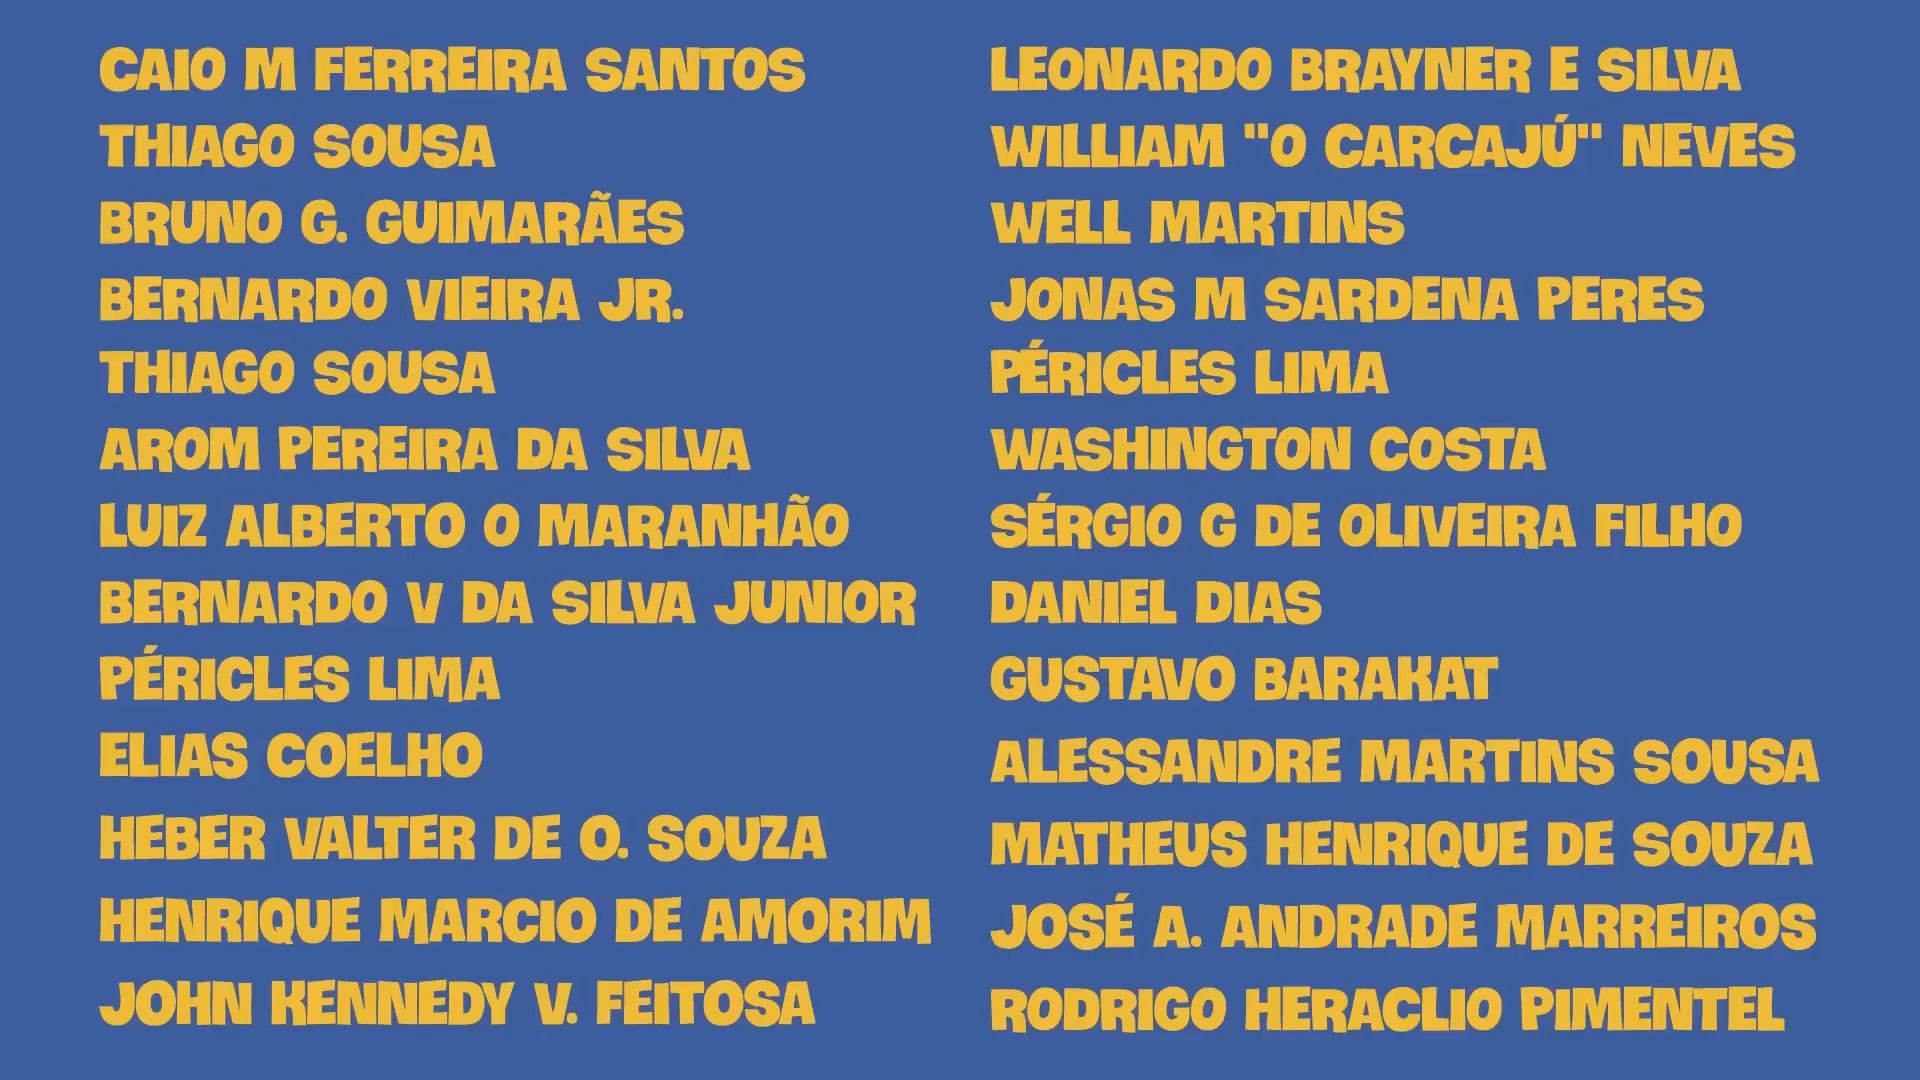 CAIO M FERREIRA SANTOS
THIAGO SOUSA
BRUNO G. GUIMARÃES
BERNARDO VIEIRA JR.
THIAGO SOUSA
AROM PEREIRA DA SILVA
LUIZ ALBERTO O MARANHÃO
BERNARDO V DA SILVA JUNIOR
PÉRICLES LIMA
ELIAS COELHO
HEBER VALTER DE O. SOUZA
HENRIQUE MARCIO DE AMORIM
JOHN KENNEDY V. FEITOSA
LEONARDO BRAYNER E SILVA
WILLIAM "O CARCAJÚ" NEVES
WELL MARTINS
JONAS M SARDENA PERES
PÉRICLES LIMA
WASHINGTON COSTA
SÉRGIO G DE OLIVEIRA FILHO
DANIEL DIAS
GUSTAVO BARAKAT
ALESSANDRE MARTINS SOUSA
MATHEUS HENRIQUE DE SOUZA
JOSÉ A. ANDRADE MARREIROS
RODRIGO HERACLIO PIMENTEL